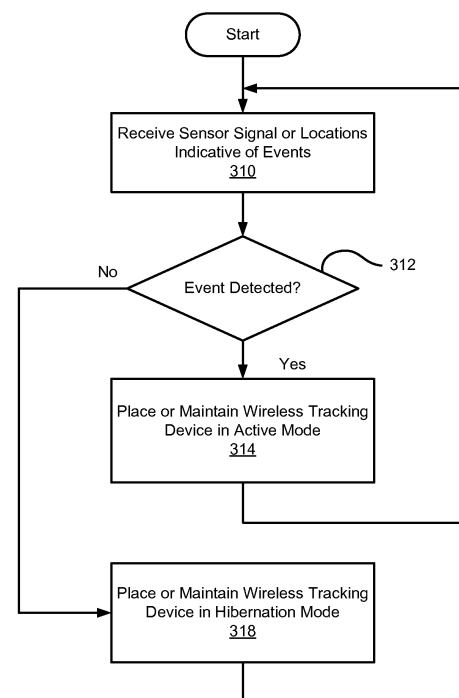 Start
Receive Sensor Signal or Locations
Indicative of Events
310
312
No
Event Detected?
Yes
Place or Maintain Wireless Tracking
Device in Active Mode
314
Place or Maintain Wireless Tracking
Device in Hibernation Mode
318